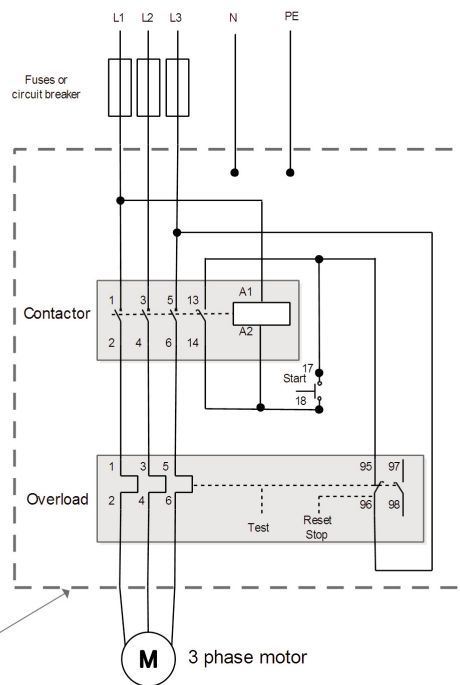 L1 L2 L3 N PE
Fuses or
circuit breaker
A1
1 3 5 13
Contactor
A2
2 4 6 14
17
Start
18
1 3 5 95 97
Overload
2 4 6 96 98
Test Reset
Stop
M 3 phase motor